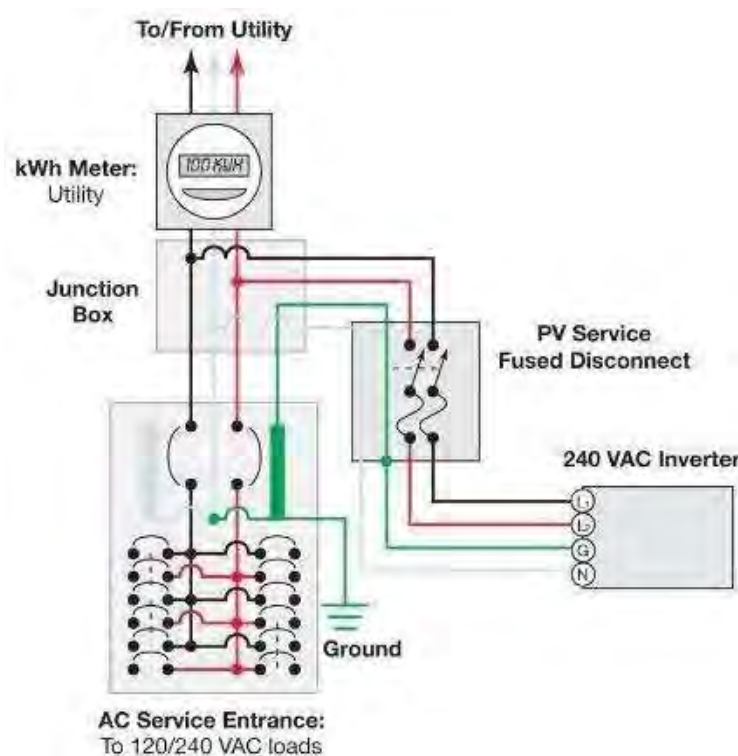 To/From Utility
kWh Meter:
Utility
100 KWH
Junction
Box
PV Service
Fused Disconnect
240 VAC Inverter
L1
L2
G
N
Ground
AC Service Entrance:
To 120/240 VAC loads